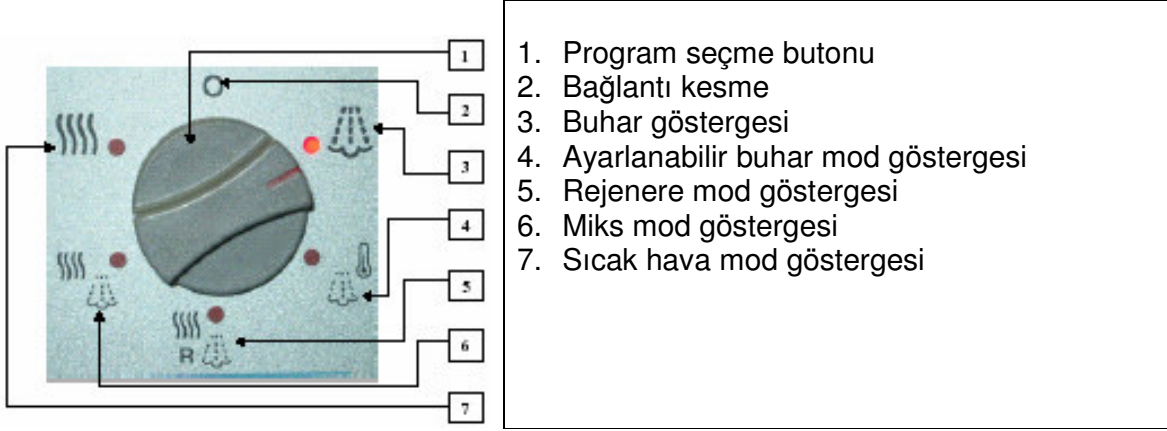 1
2
3
4
5
6
7
R
1. Program seçme butonu
2. Bağlantı kesme
3. Buhar göstergesi
4. Ayarlanabilir buhar mod göstergesi
5. Rejenere mod göstergesi
6. Miks mod göstergesi
7. Sıcak hava mod göstergesi